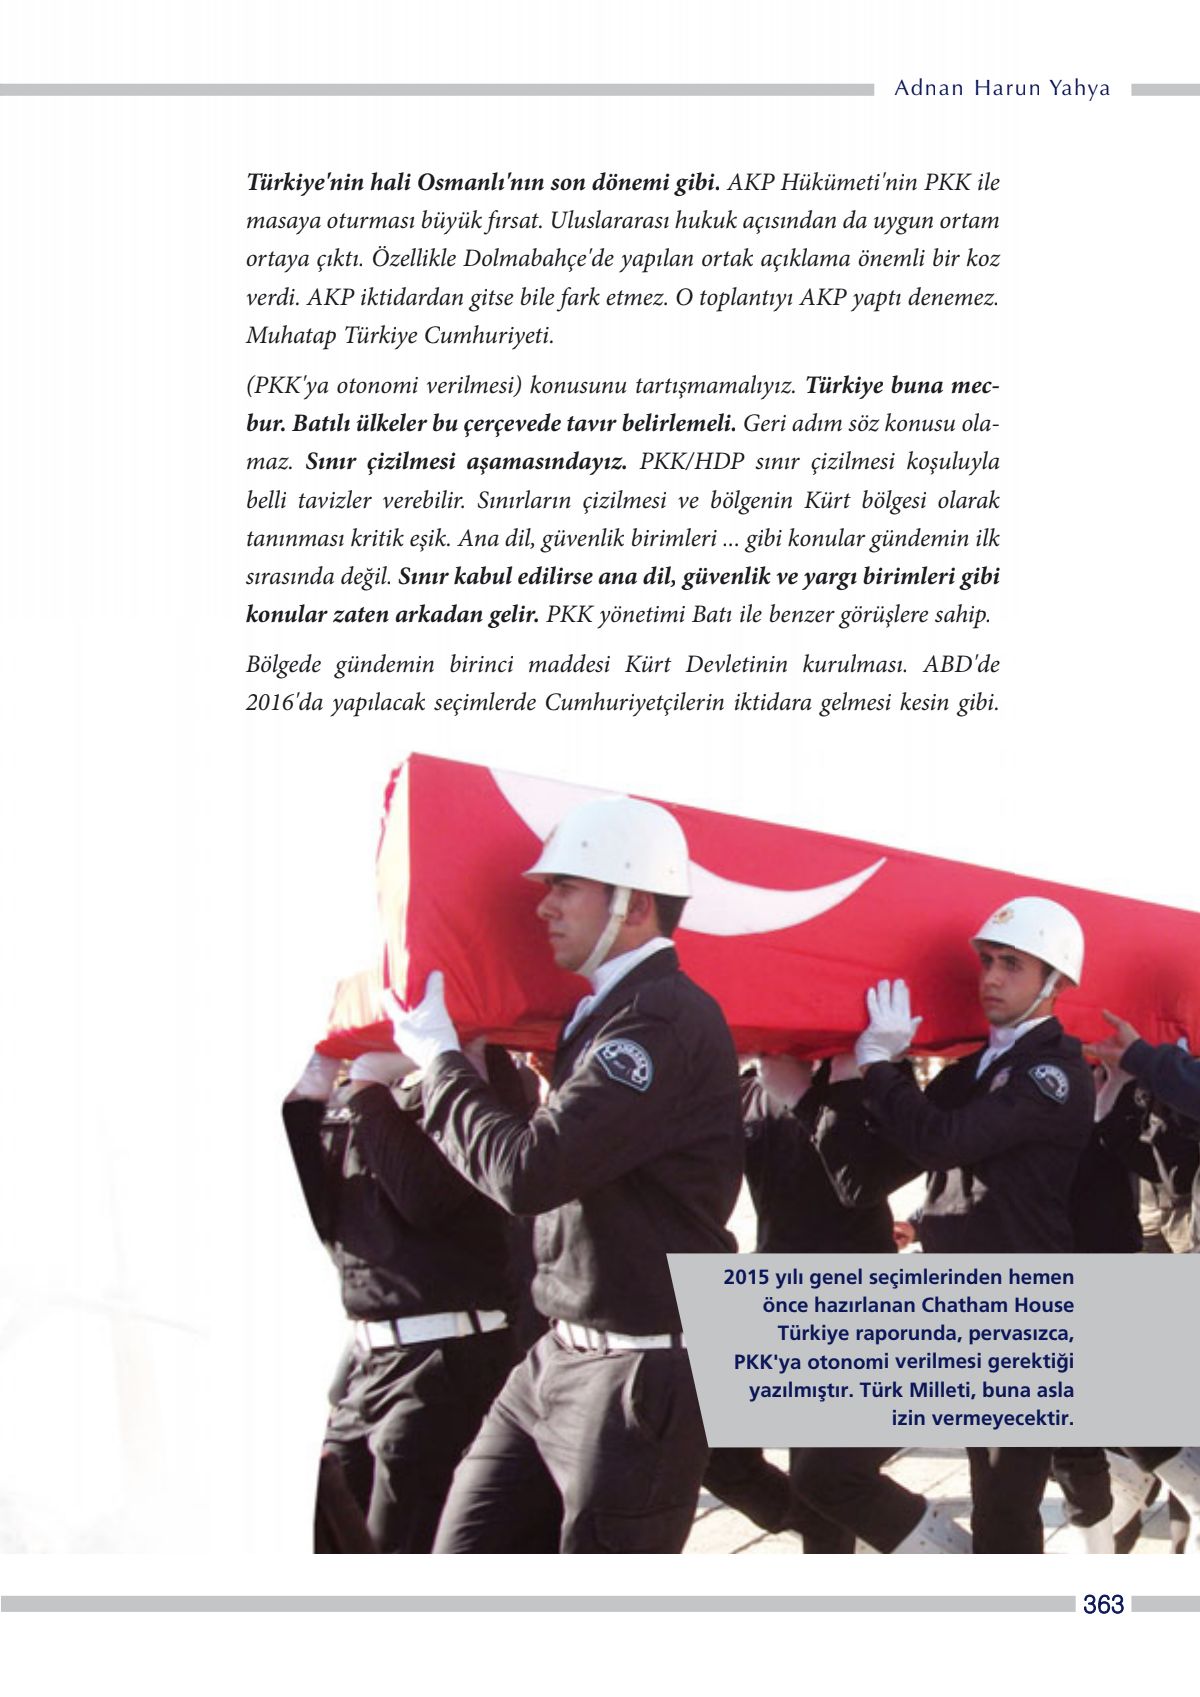 Adnan Harun Yahya
Türkiye'nin hali Osmanlı'nın son dönemi gibi. AKP Hükümeti'nin PKK ile
masaya oturması büyük fırsat. Uluslararası hukuk açısından da uygun ortam
ortaya çıktı. Özellikle Dolmabahçe'de yapılan ortak açıklama önemli bir koz
verdi. AKP iktidardan gitse bile fark etmez. O toplantıyı AKP yaptı denemez.
Muhatap Türkiye Cumhuriyeti.
(PKK'ya otonomi verilmesi) konusunu tartışmamalıyız. Türkiye buna mec-
bur. Batılı ülkeler bu çerçevede tavır belirlemeli. Geri adım söz konusu ola-
maz. Sınır çizilmesi aşamasındayız. PKK/HDP sınır çizilmesi koşuluyla
belli tavizler verebilir. Sınırların çizilmesi ve bölgenin Kürt bölgesi olarak
tanınması kritik eşik. Ana dil, güvenlik birimleri ... gibi konular gündemin ilk
sırasında değil. Sınır kabul edilirse ana dil, güvenlik ve yargı birimleri gibi
konular zaten arkadan gelir. PKK yönetimi Batı ile benzer görüşlere sahip.
Bölgede gündemin birinci maddesi Kürt Devletinin kurulması. ABD'de
2016'da yapılacak seçimlerde Cumhuriyetçilerin iktidara gelmesi kesin gibi.
2015 yılı genel seçimlerinden hemen
önce hazırlanan Chatham House
Türkiye raporunda, pervasızca,
PKK'ya otonomi verilmesi gerektiği
yazılmıştır. Türk Milleti, buna asla
izin vermeyecektir.
363